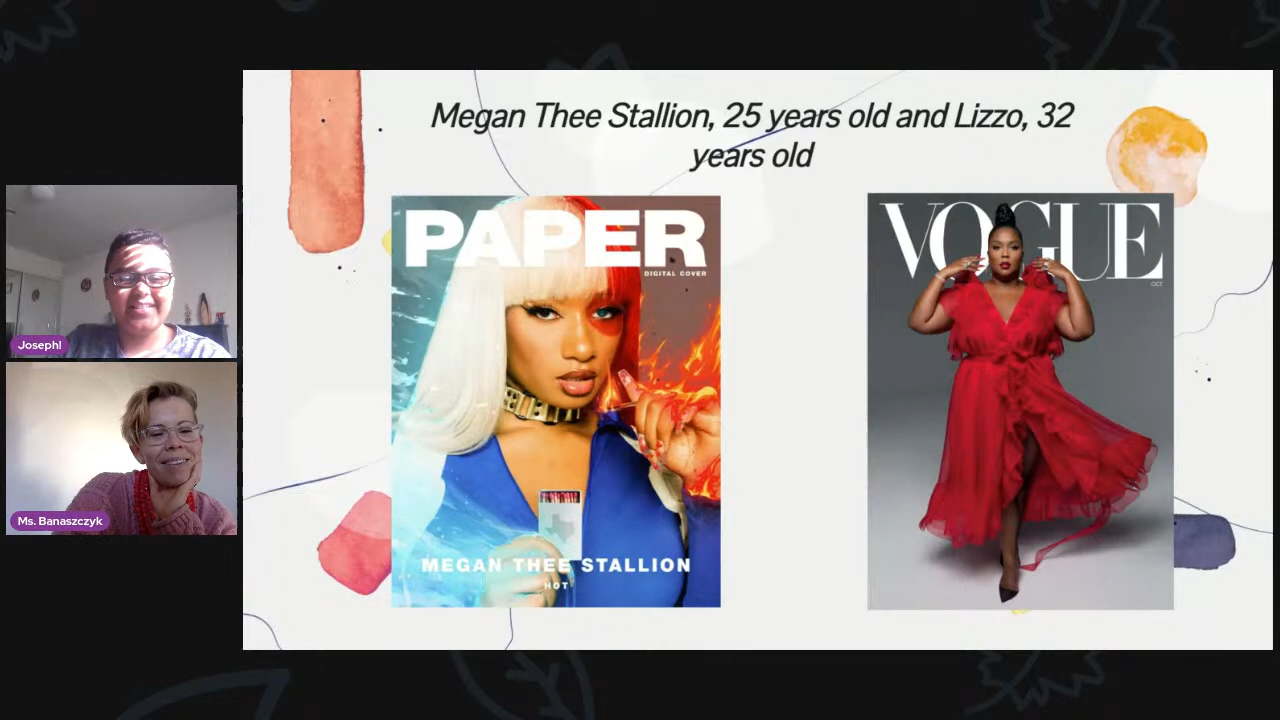 Megan Thee Stallion, 25 years old and Lizzo, 32
years old
PAPER
DIGITAL COVER
MEGAN THEE STALLION
HOT
VOGUE
OCT
Joseph!
Ms. Banaszczyk